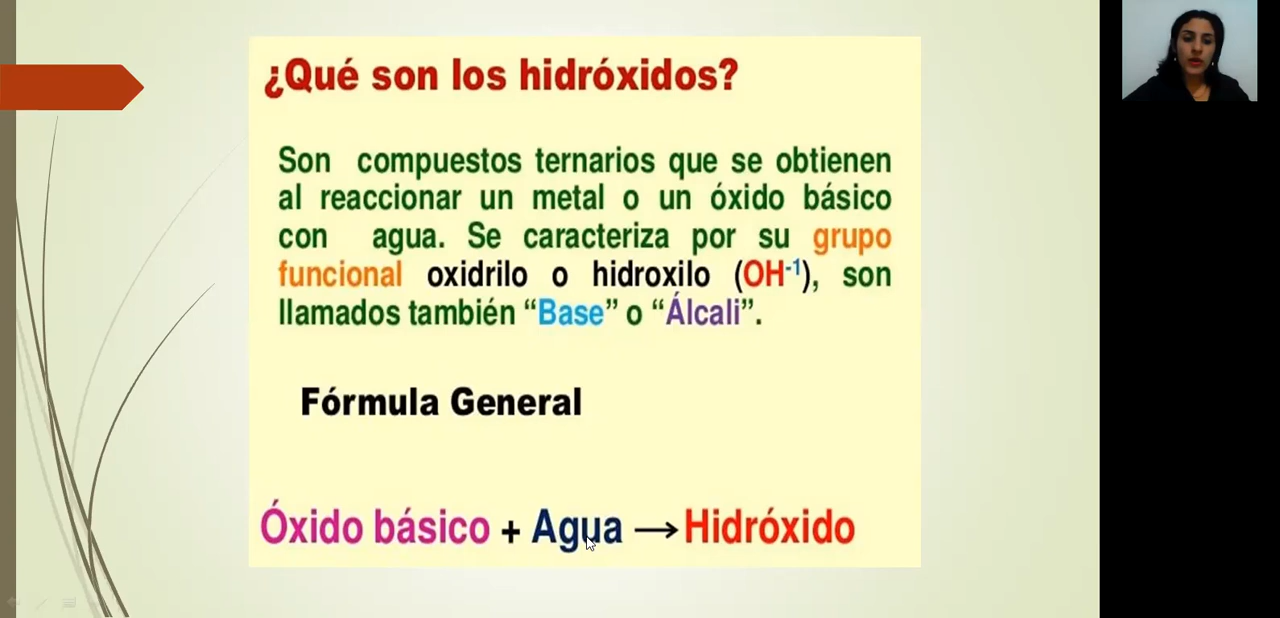 ¿Qué son los hidróxidos?
Son compuestos ternarios que se obtienen
al reaccionar un metal o un óxido básico
con agua. Se caracteriza por su grupo
funcional oxidrilo o hidroxilo (OH⁻¹), son
llamados también “Base” o “Álcali”.
Fórmula General
Óxido básico + Agua → Hidróxido